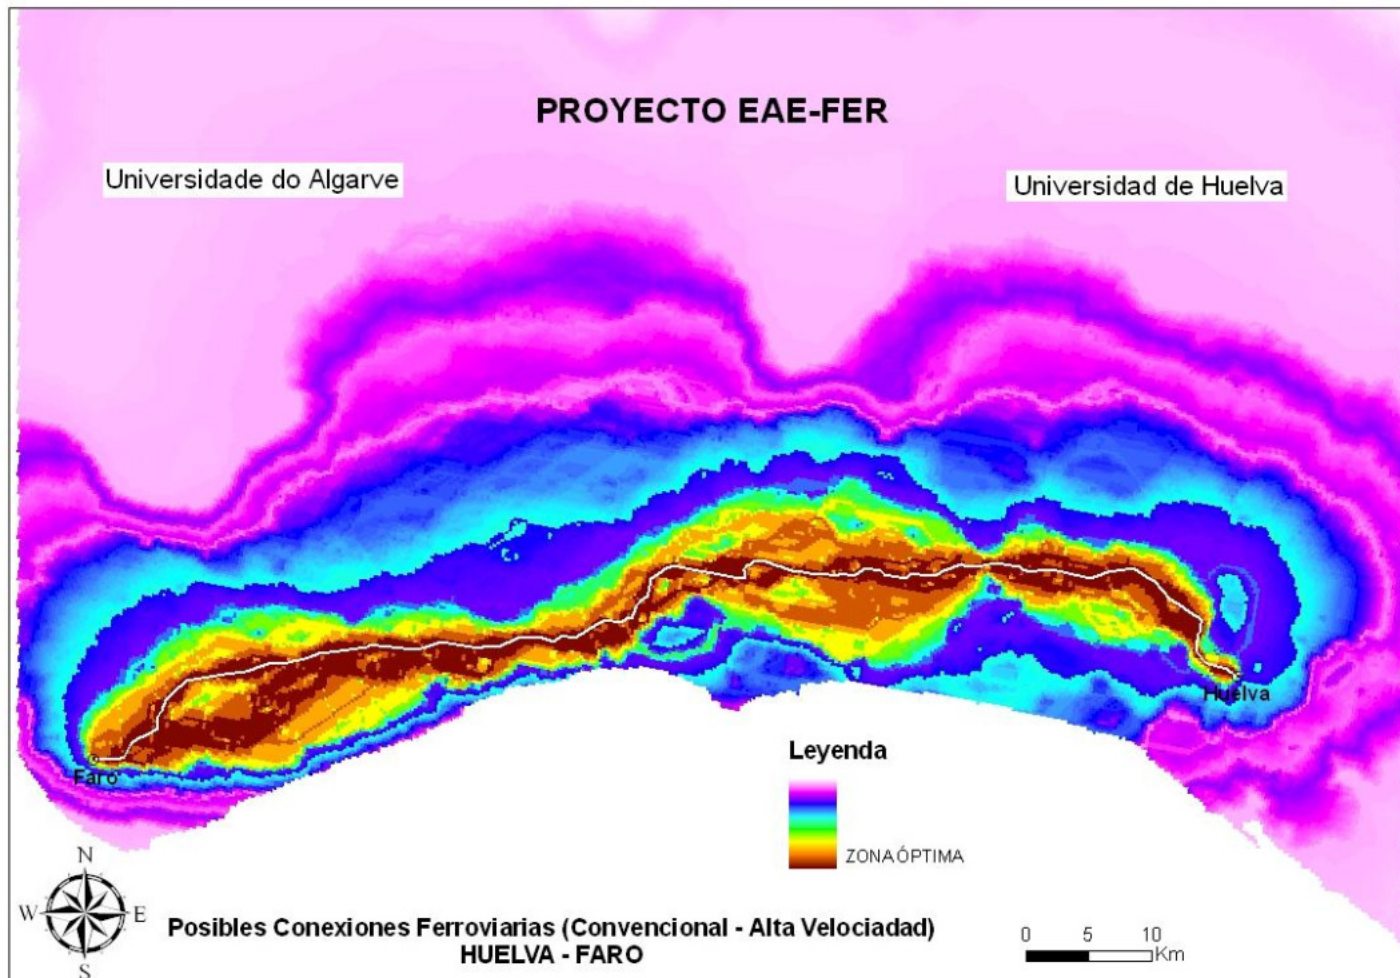 PROYECTO EAE-FER
Universidade do Algarve
Universidad de Huelva
Huelva
Faro
Leyenda
ZONA ÓPTIMA
N
W
E
S
Posibles Conexiones Ferroviarias (Convencional - Alta Velociadad)
HUELVA - FARO
0 5 10
Km